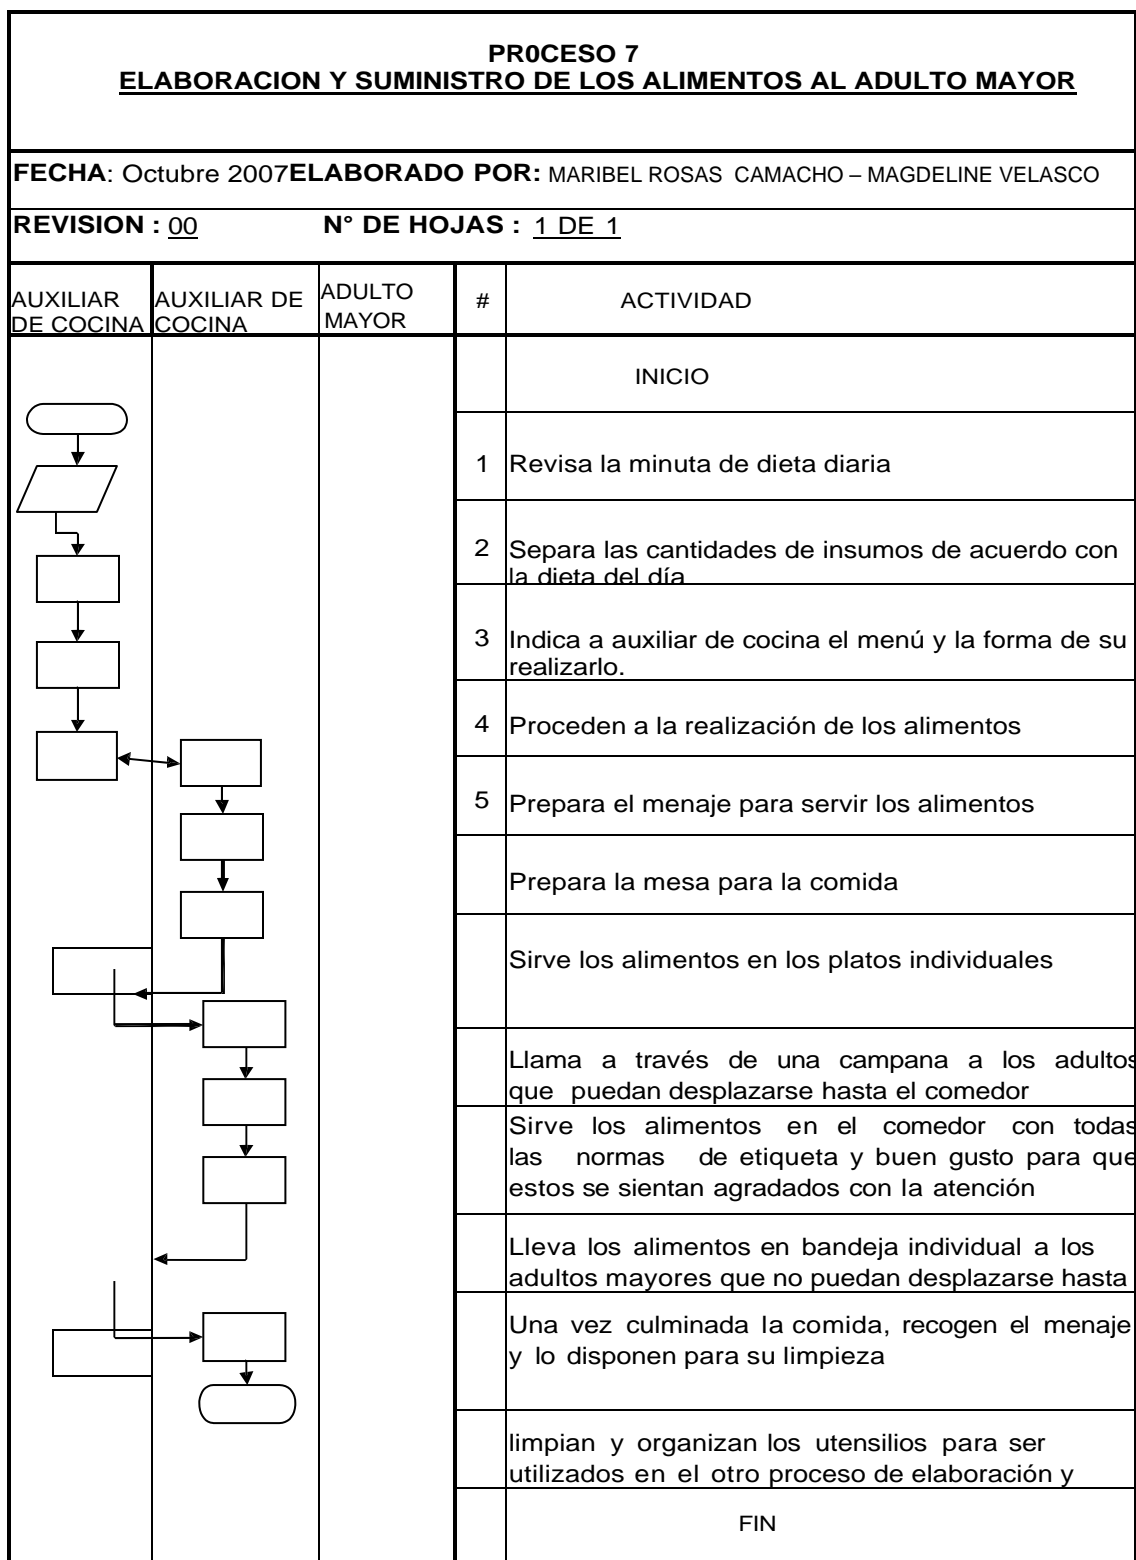 PR0CESO 7
ELABORACION Y SUMINISTRO DE LOS ALIMENTOS AL ADULTO MAYOR
FECHA: Octubre 2007ELABORADO POR: MARIBEL ROSAS CAMACHO – MAGDELINE VELASCO
REVISION : 00 N° DE HOJAS : 1 DE 1
AUXILIAR
DE COCINA
AUXILIAR DE
COCINA
ADULTO
MAYOR
#
ACTIVIDAD
INICIO
1 Revisa la minuta de dieta diaria
2 Separa las cantidades de insumos de acuerdo con
la dieta del día
3 Indica a auxiliar de cocina el menú y la forma de su
realizarlo.
4 Proceden a la realización de los alimentos
5 Prepara el menaje para servir los alimentos
Prepara la mesa para la comida
Sirve los alimentos en los platos individuales
Llama a través de una campana a los adultos
que puedan desplazarse hasta el comedor
Sirve los alimentos en el comedor con todas
las normas de etiqueta y buen gusto para que
estos se sientan agradados con la atención
Lleva los alimentos en bandeja individual a los
adultos mayores que no puedan desplazarse hasta
Una vez culminada la comida, recogen el menaje
y lo disponen para su limpieza
limpian y organizan los utensilios para ser
utilizados en el otro proceso de elaboración y
FIN